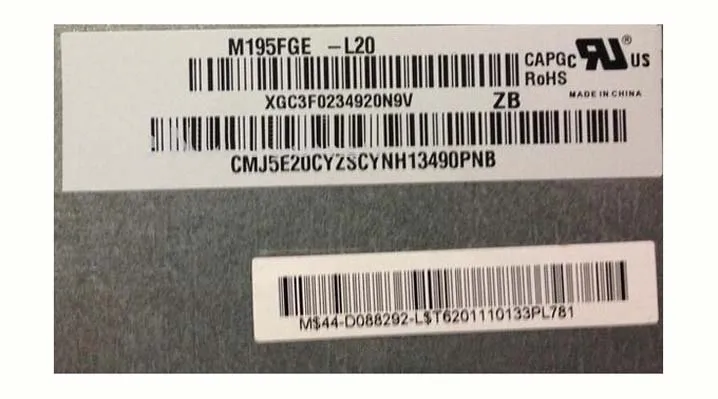 M195FGE -L20
CAPGC ® US
RoHS
XGC3F0234920N9V ZB MADE IN CHINA
CMJ5E20CYZSCYNH13490PNB
M$44-D088292-L$T6201110133PL781